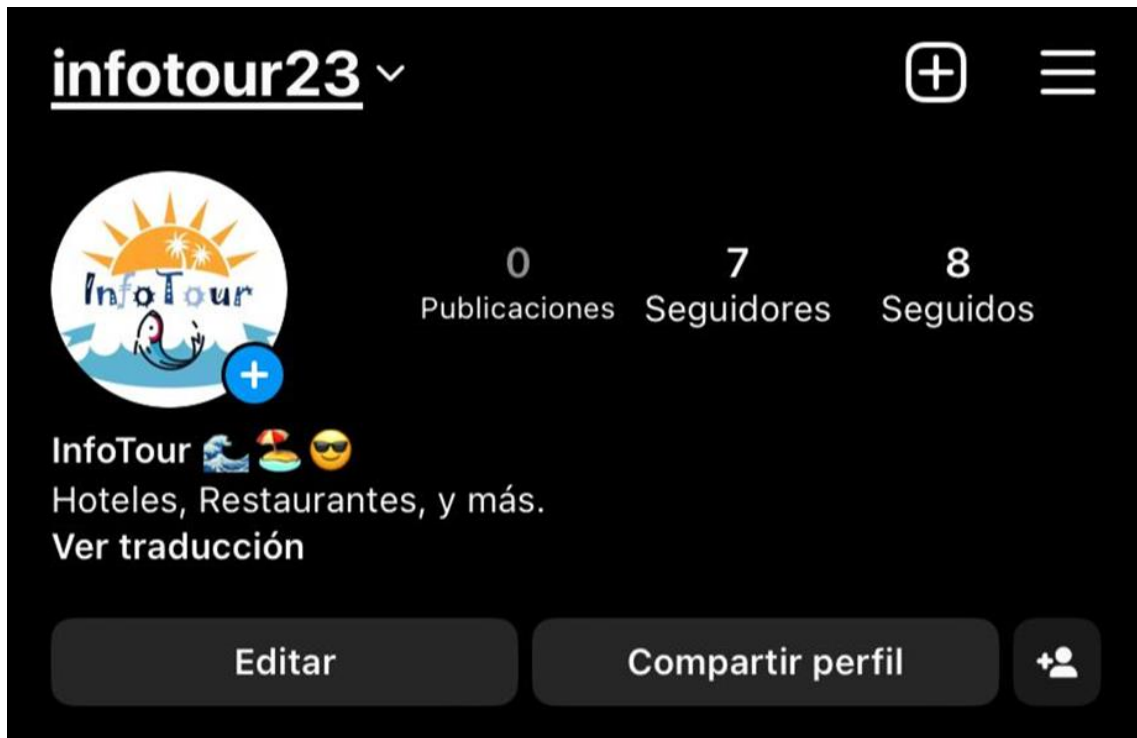 infotour23
InfoTour
0
Publicaciones
7
Seguidores
8
Seguidos
InfoTour 🌊🏖️😎
Hoteles, Restaurantes, y más.
Ver traducción
Editar
Compartir perfil